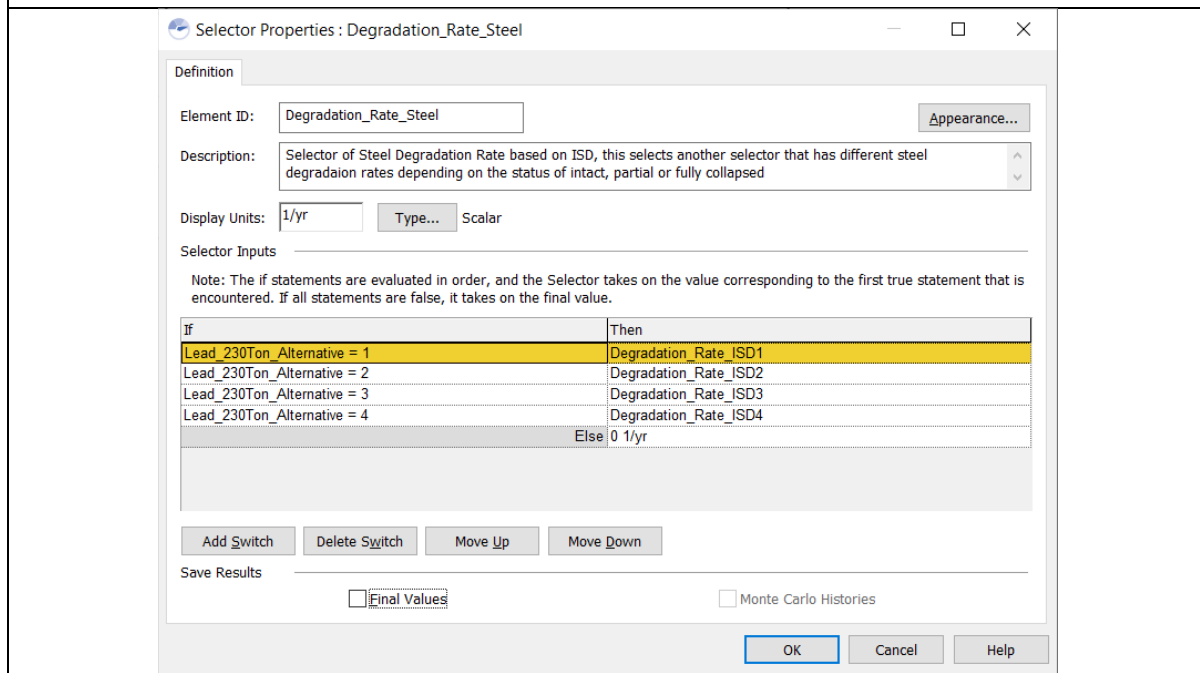 Selector Properties : Degradation_Rate_Steel
Definition
Element ID: Degradation_Rate_Steel Appearance...
Description: Selector of Steel Degradation Rate based on ISD, this selects another selector that has different steel
degradaion rates depending on the status of intact, partial or fully collapsed
Display Units: 1/yr Type... Scalar
Selector Inputs
Note: The if statements are evaluated in order, and the Selector takes on the value corresponding to the first true statement that is
encountered. If all statements are false, it takes on the final value.
If Then
Lead_230Ton_Alternative = 1 Degradation_Rate_ISD1
Lead_230Ton_Alternative = 2 Degradation_Rate_ISD2
Lead_230Ton_Alternative = 3 Degradation_Rate_ISD3
Lead_230Ton_Alternative = 4 Degradation_Rate_ISD4
Else 0 1/yr
Add Switch Delete Switch Move Up Move Down
Save Results
Final Values Monte Carlo Histories
OK Cancel Help